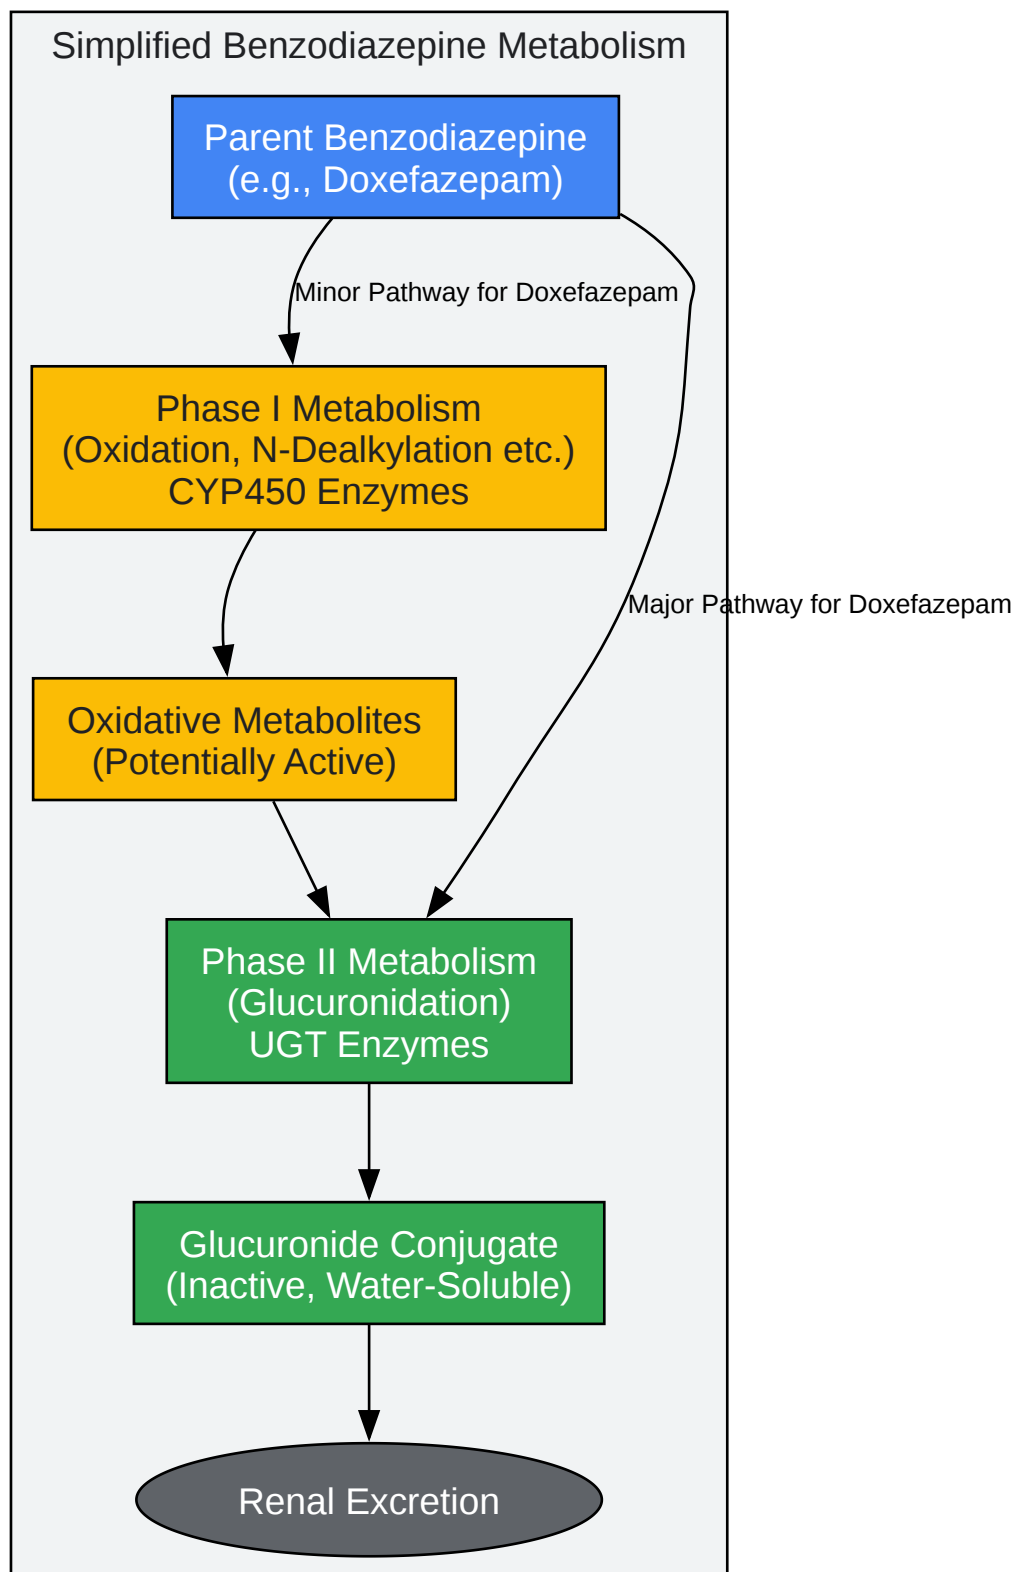 Simplified Benzodiazepine Metabolism
Parent Benzodiazepine
(e.g., Doxefazepam)
Minor Pathway for Doxefazepam
Phase I Metabolism
(Oxidation, N-Dealkylation etc.)
CYP450 Enzymes
Major Pathway for Doxefazepam
Oxidative Metabolites
(Potentially Active)
Phase II Metabolism
(Glucuronidation)
UGT Enzymes
Glucuronide Conjugate
(Inactive, Water-Soluble)
Renal Excretion